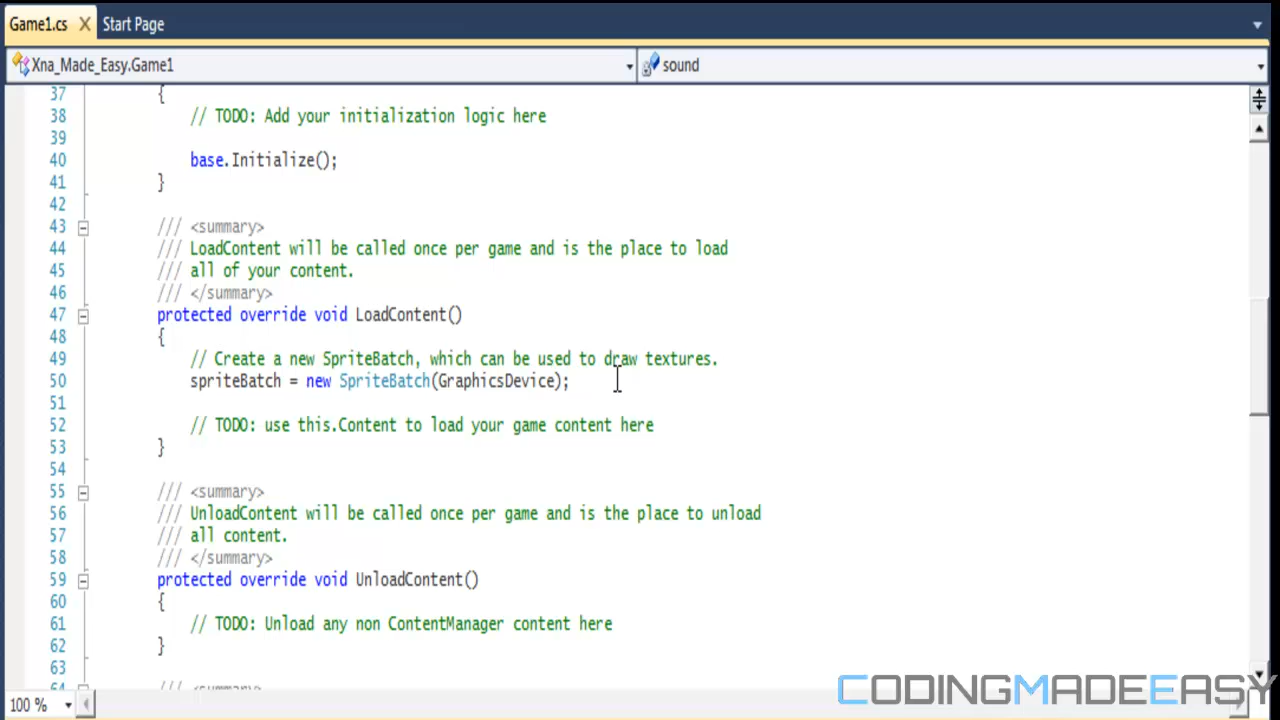 Game1.cs X Start Page
Xna_Made_Easy.Game1 sound
37 {
38 // TODO: Add your initialization logic here
39
40 base.Initialize();
41 }
42
43 /// <summary>
44 /// LoadContent will be called once per game and is the place to load
45 /// all of your content.
46 /// </summary>
47 protected override void LoadContent()
48 {
49 // Create a new SpriteBatch, which can be used to draw textures.
50 spriteBatch = new SpriteBatch(GraphicsDevice);
51
52 // TODO: use this.Content to load your game content here
53 }
54
55 /// <summary>
56 /// UnloadContent will be called once per game and is the place to unload
57 /// all content.
58 /// </summary>
59 protected override void UnloadContent()
60 {
61 // TODO: Unload any non ContentManager content here
62 }
63
64 /// <summary>
100 %
CODINGMADEEASY